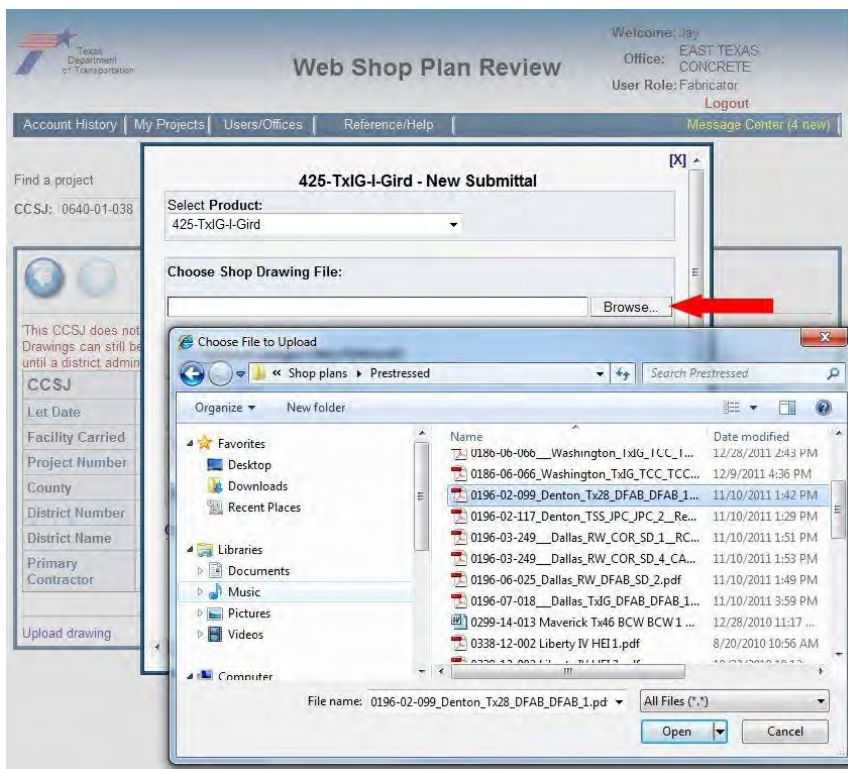 Texas
Department
of Transportation
Web Shop Plan Review
Welcome: Jay
Office: EAST TEXAS
CONCRETE
User Role: Fabricator
Logout
Account History | My Projects | Users/Offices | Reference/Help |
Message Center (4 new) |
Find a project
CCSJ: 0640-01-038
This CCSJ does not
Drawings can still be
until a district admin
CCSJ
Let Date
Facility Carried
Project Number
County
District Number
District Name
Primary
Contractor
Upload drawing
[X]
425-TxIG-I-Gird - New Submittal
Select Product:
425-TxIG-I-Gird
Choose Shop Drawing File:
Browse...
Choose File to Upload
« Shop plans ▸ Prestressed
Search Prestressed
Organize ▾ New folder
Favorites
Desktop
Downloads
Recent Places
Libraries
Documents
Music
Pictures
Videos
Computer
Name Date modified
0186-06-066___Washington_TxIG_TCC_T... 12/28/2011 2:43 PM
0186-06-066_Washington_TxIG_TCC_TCC... 12/9/2011 4:36 PM
0196-02-099_Denton_Tx28_DFAB_DFAB_1... 11/10/2011 1:42 PM
0196-02-117_Denton_TSS_JPC_JPC_2__Re... 11/10/2011 1:29 PM
0196-03-249___Dallas_RW_COR_SD_1__RC... 11/10/2011 1:51 PM
0196-03-249___Dallas_RW_COR_SD_4_CA... 11/10/2011 1:53 PM
0196-06-025_Dallas_RW_DFAB_SD_2.pdf 11/10/2011 1:49 PM
0196-07-018___Dallas_TxIG_DFAB_DFAB_1... 11/10/2011 3:59 PM
0299-14-013 Maverick Tx46 BCW BCW 1 ... 12/28/2010 11:17 ...
0338-12-002 Liberty IV HEI 1.pdf 8/20/2010 10:56 AM
File name: 0196-02-099_Denton_Tx28_DFAB_DFAB_1.pd
All Files (*.*)
Open
Cancel